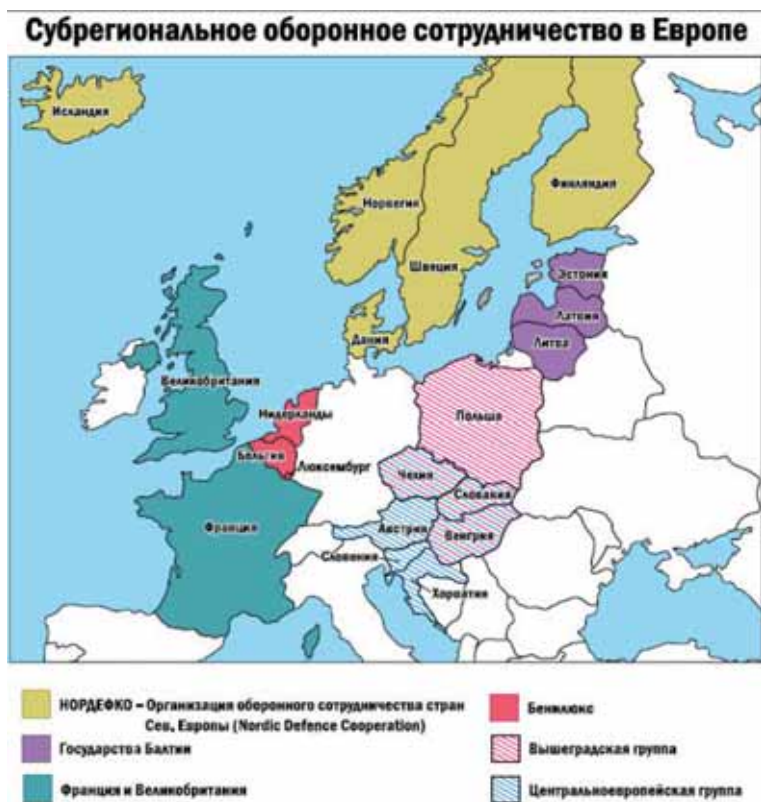 Субрегиональное оборонное сотрудничество в Европе
Исландия
Финляндия
Норвегия
Швеция
Эстония
Латвия
Дания
Литва
Великобритания
Нидерланды
Польша
Бельгия
Люксембург
Чехия
Словакия
Франция
Австрия
Венгрия
Словения
Хорватия
НОРДЕФКО – Организация оборонного сотрудничества стран
Сев. Европы (Nordic Defence Cooperation)
Государства Балтии
Франция и Великобритания
Бенилюкс
Вышеградская группа
Центральноевропейская группа